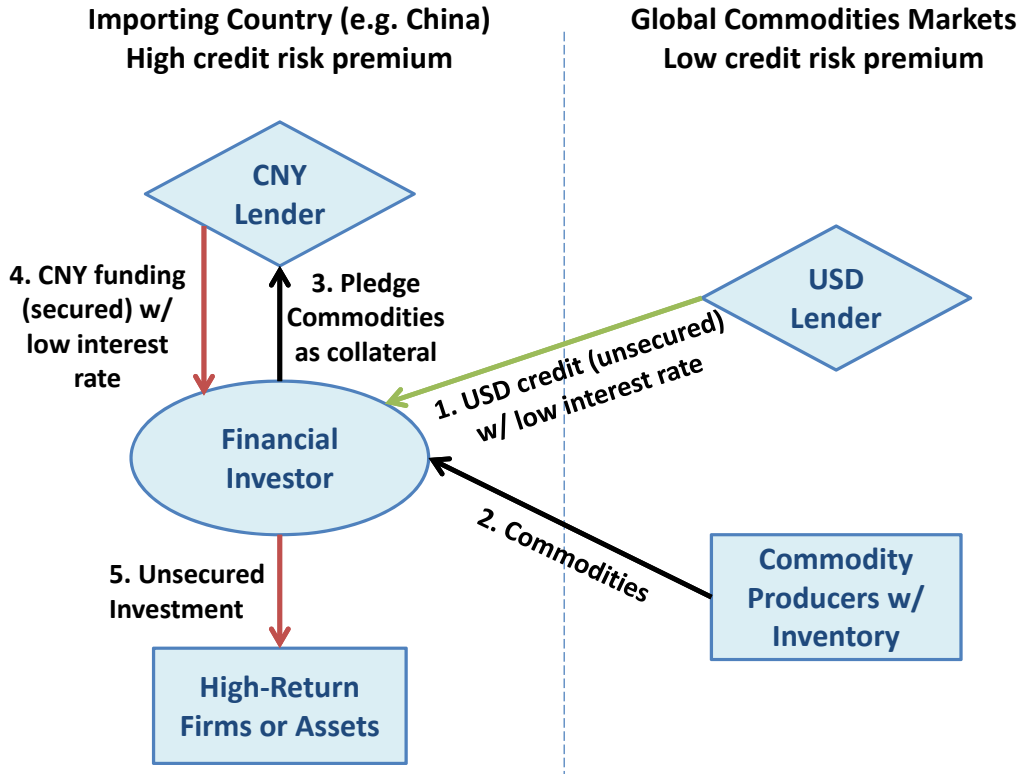 Importing Country (e.g. China)
High credit risk premium
Global Commodities Markets
Low credit risk premium
CNY
Lender
4. CNY funding
(secured) w/
low interest
rate
3. Pledge
Commodities
as collateral
USD
Lender
1. USD credit (unsecured)
w/ low interest rate
Financial
Investor
2. Commodities
Commodity
Producers w/
Inventory
5. Unsecured
Investment
High-Return
Firms or Assets